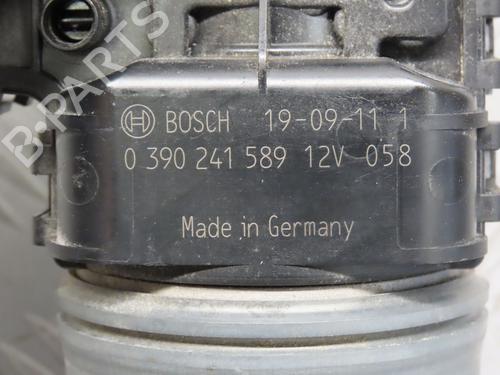 BOSCH 19-09-11 1
0 390 241 589 12V 058
Made in Germany
B-PARTS